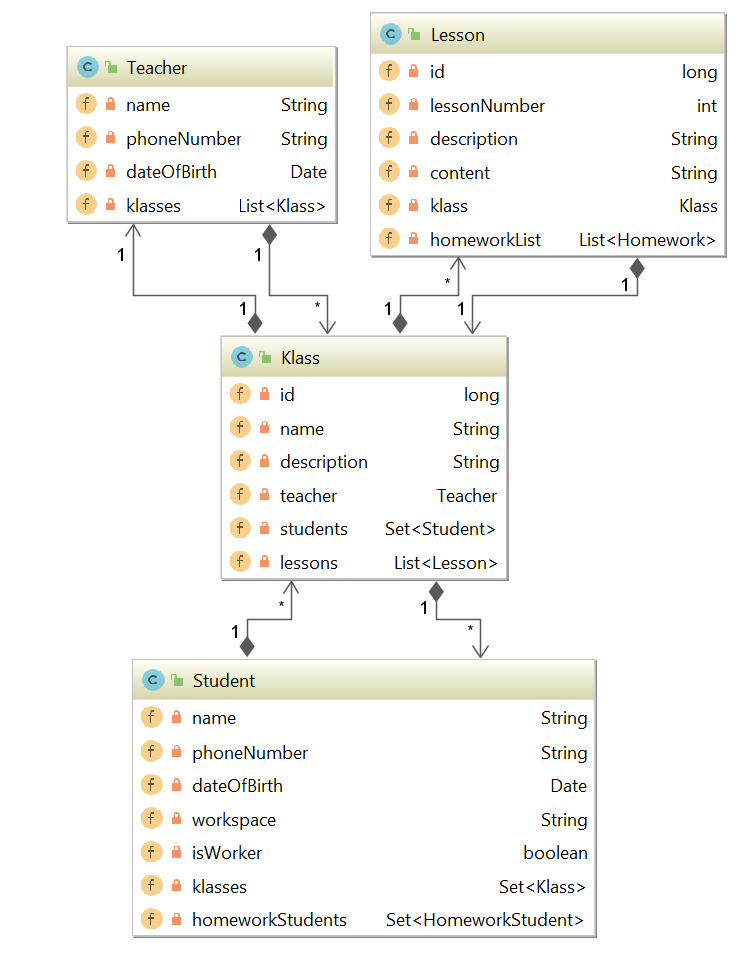 C Teacher
f name String
f phoneNumber String
f dateOfBirth Date
f klasses List<Klass>
C Lesson
f id long
f lessonNumber int
f description String
f content String
f klass Klass
f homeworkList List<Homework>
1 1 * 1
1 * 1 1
C Klass
f id long
f name String
f description String
f teacher Teacher
f students Set<Student>
f lessons List<Lesson>
* 1
1 *
C Student
f name String
f phoneNumber String
f dateOfBirth Date
f workspace String
f isWorker boolean
f klasses Set<Klass>
f homeworkStudents Set<HomeworkStudent>